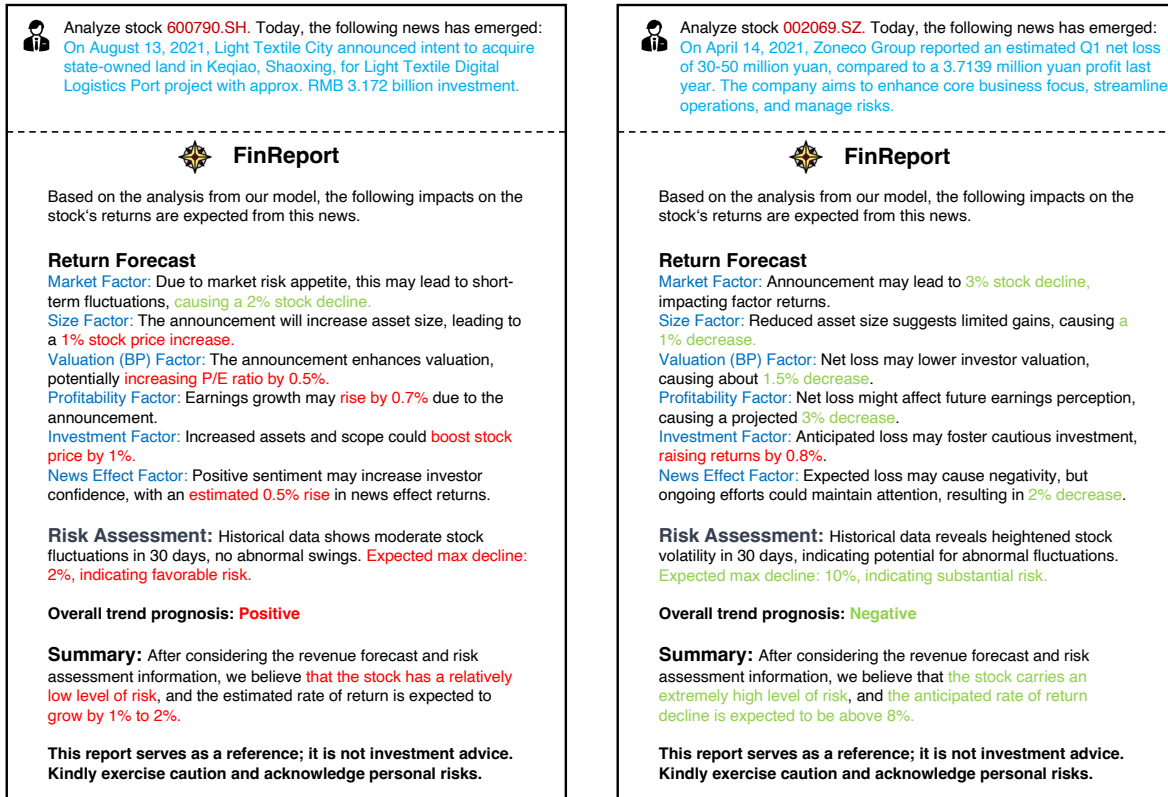 Analyze stock 600790.SH. Today, the following news has emerged:
On August 13, 2021, Light Textile City announced intent to acquire
state-owned land in Keqiao, Shaoxing, for Light Textile Digital
Logistics Port project with approx. RMB 3.172 billion investment.
FinReport
Based on the analysis from our model, the following impacts on the
stock‘s returns are expected from this news.
Return Forecast
Market Factor: Due to market risk appetite, this may lead to short-
term fluctuations, causing a 2% stock decline.
Size Factor: The announcement will increase asset size, leading to
a 1% stock price increase.
Valuation (BP) Factor: The announcement enhances valuation,
potentially increasing P/E ratio by 0.5%.
Profitability Factor: Earnings growth may rise by 0.7% due to the
announcement.
Investment Factor: Increased assets and scope could boost stock
price by 1%.
News Effect Factor: Positive sentiment may increase investor
confidence, with an estimated 0.5% rise in news effect returns.
Risk Assessment: Historical data shows moderate stock
fluctuations in 30 days, no abnormal swings. Expected max decline:
2%, indicating favorable risk.
Overall trend prognosis: Positive
Summary: After considering the revenue forecast and risk
assessment information, we believe that the stock has a relatively
low level of risk, and the estimated rate of return is expected to
grow by 1% to 2%.
This report serves as a reference; it is not investment advice.
Kindly exercise caution and acknowledge personal risks.
Analyze stock 002069.SZ. Today, the following news has emerged:
On April 14, 2021, Zoneco Group reported an estimated Q1 net loss
of 30-50 million yuan, compared to a 3.7139 million yuan profit last
year. The company aims to enhance core business focus, streamline
operations, and manage risks.
FinReport
Based on the analysis from our model, the following impacts on the
stock‘s returns are expected from this news.
Return Forecast
Market Factor: Announcement may lead to 3% stock decline,
impacting factor returns.
Size Factor: Reduced asset size suggests limited gains, causing a
1% decrease.
Valuation (BP) Factor: Net loss may lower investor valuation,
causing about 1.5% decrease.
Profitability Factor: Net loss might affect future earnings perception,
causing a projected 3% decrease.
Investment Factor: Anticipated loss may foster cautious investment,
raising returns by 0.8%.
News Effect Factor: Expected loss may cause negativity, but
ongoing efforts could maintain attention, resulting in 2% decrease.
Risk Assessment: Historical data reveals heightened stock
volatility in 30 days, indicating potential for abnormal fluctuations.
Expected max decline: 10%, indicating substantial risk.
Overall trend prognosis: Negative
Summary: After considering the revenue forecast and risk
assessment information, we believe that the stock carries an
extremely high level of risk, and the anticipated rate of return
decline is expected to be above 8%.
This report serves as a reference; it is not investment advice.
Kindly exercise caution and acknowledge personal risks.